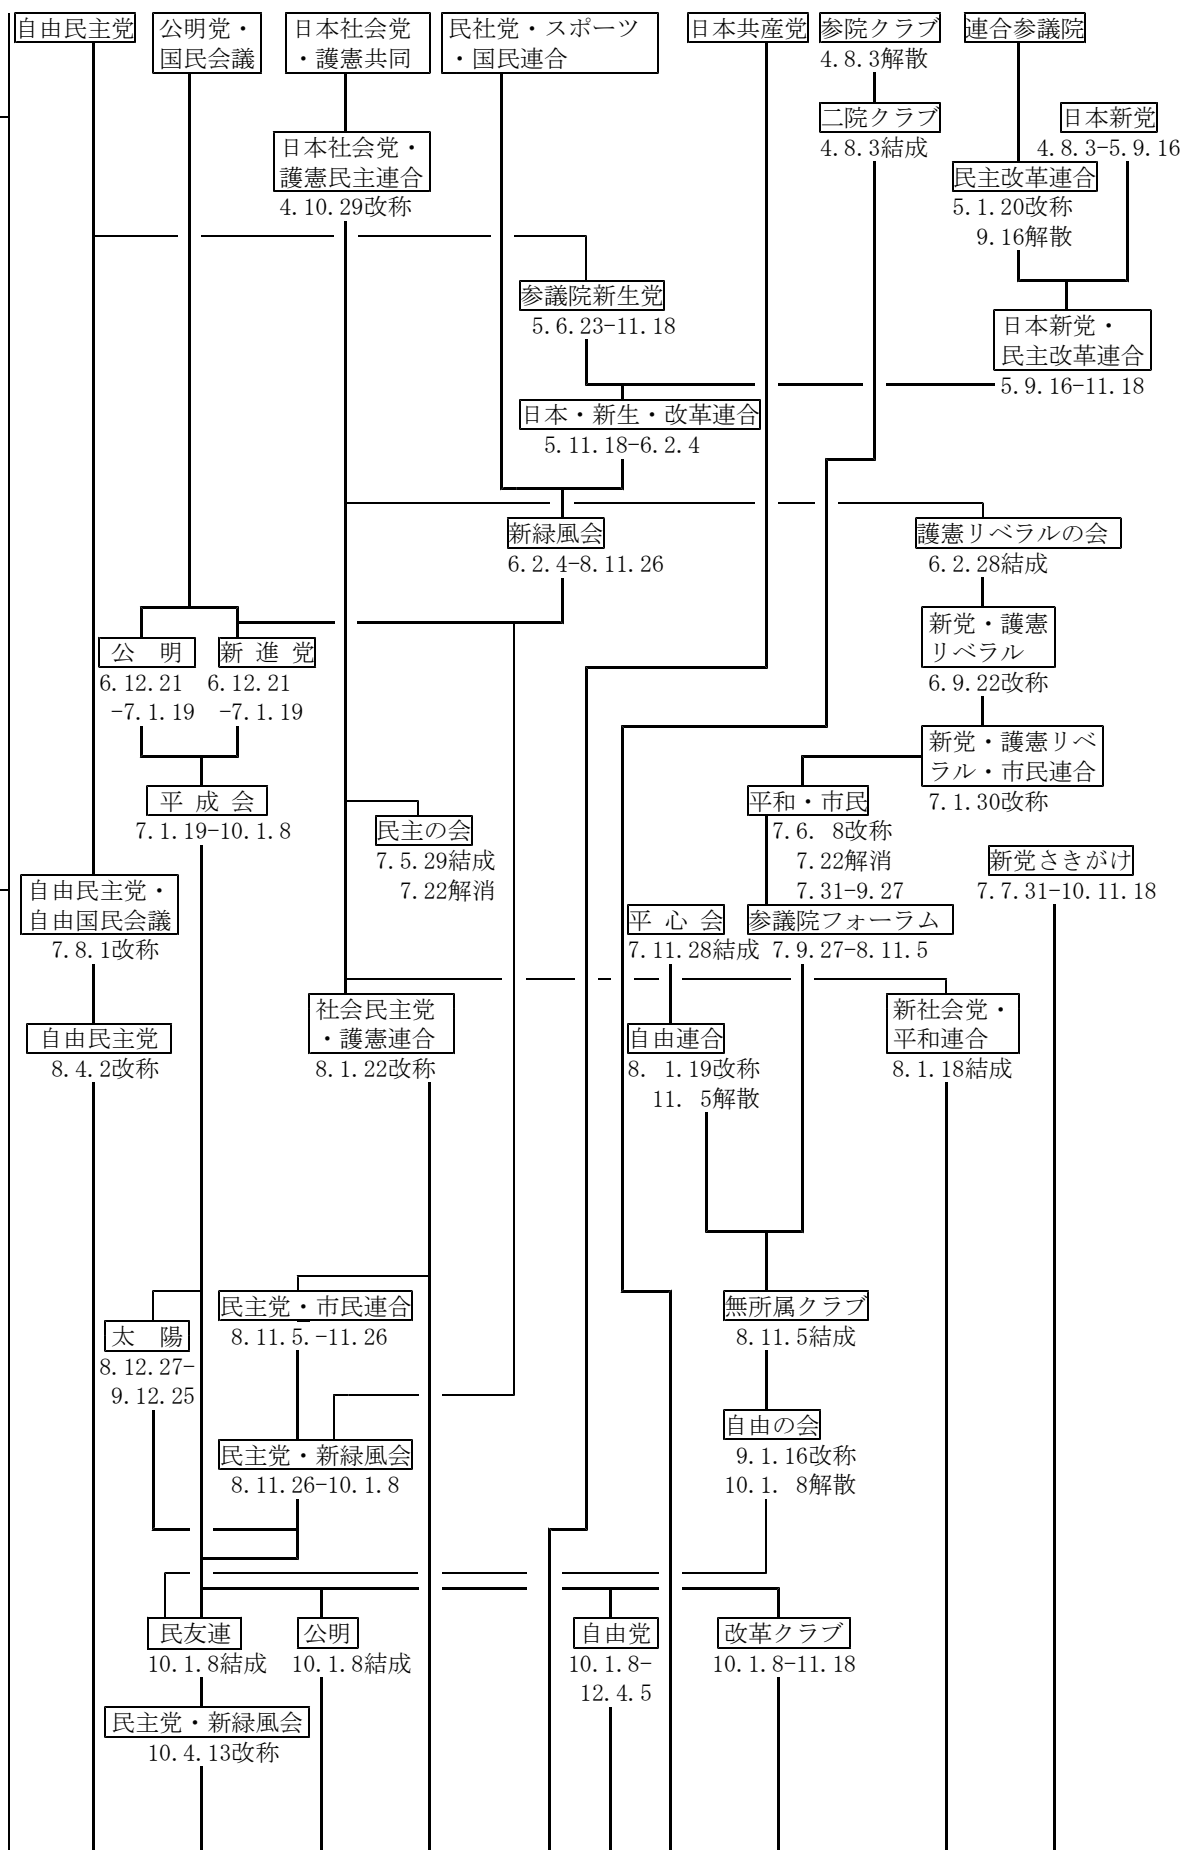 自由民主党
公明党・
国民会議
日本社会党
・護憲共同
民社党・スポーツ
・国民連合
日本共産党
参院クラブ
4.8.3解散
連合参議院
二院クラブ
4.8.3結成
日本新党
4.8.3-5.9.16
日本社会党・
護憲民主連合
4.10.29改称
民主改革連合
5.1.20改称
9.16解散
参議院新生党
5.6.23-11.18
日本新党・
民主改革連合
5.9.16-11.18
日本・新生・改革連合
5.11.18-6.2.4
新緑風会
6.2.4-8.11.26
護憲リベラルの会
6.2.28結成
新党・護憲
リベラル
6.9.22改称
公　明
6.12.21
-7.1.19
新 進 党
6.12.21
-7.1.19
新党・護憲リベ
ラル・市民連合
7.1.30改称
平 成 会
7.1.19-10.1.8
民主の会
7.5.29結成
7.22解消
平和・市民
7.6. 8改称
7.22解消
7.31-9.27
新党さきがけ
7.7.31-10.11.18
自由民主党・
自由国民会議
7.8.1改称
平 心 会
7.11.28結成
参議院フォーラム
7.9.27-8.11.5
自由民主党
8.4.2改称
社会民主党
・護憲連合
8.1.22改称
自由連合
8. 1.19改称
11. 5解散
新社会党・
平和連合
8.1.18結成
民主党・市民連合
8.11.5.-11.26
無所属クラブ
8.11.5結成
太　陽
8.12.27-
9.12.25
自由の会
9.1.16改称
10.1. 8解散
民主党・新緑風会
8.11.26-10.1.8
民友連
10.1.8結成
公明
10.1.8結成
自由党
10.1.8-
12.4.5
改革クラブ
10.1.8-11.18
民主党・新緑風会
10.4.13改称